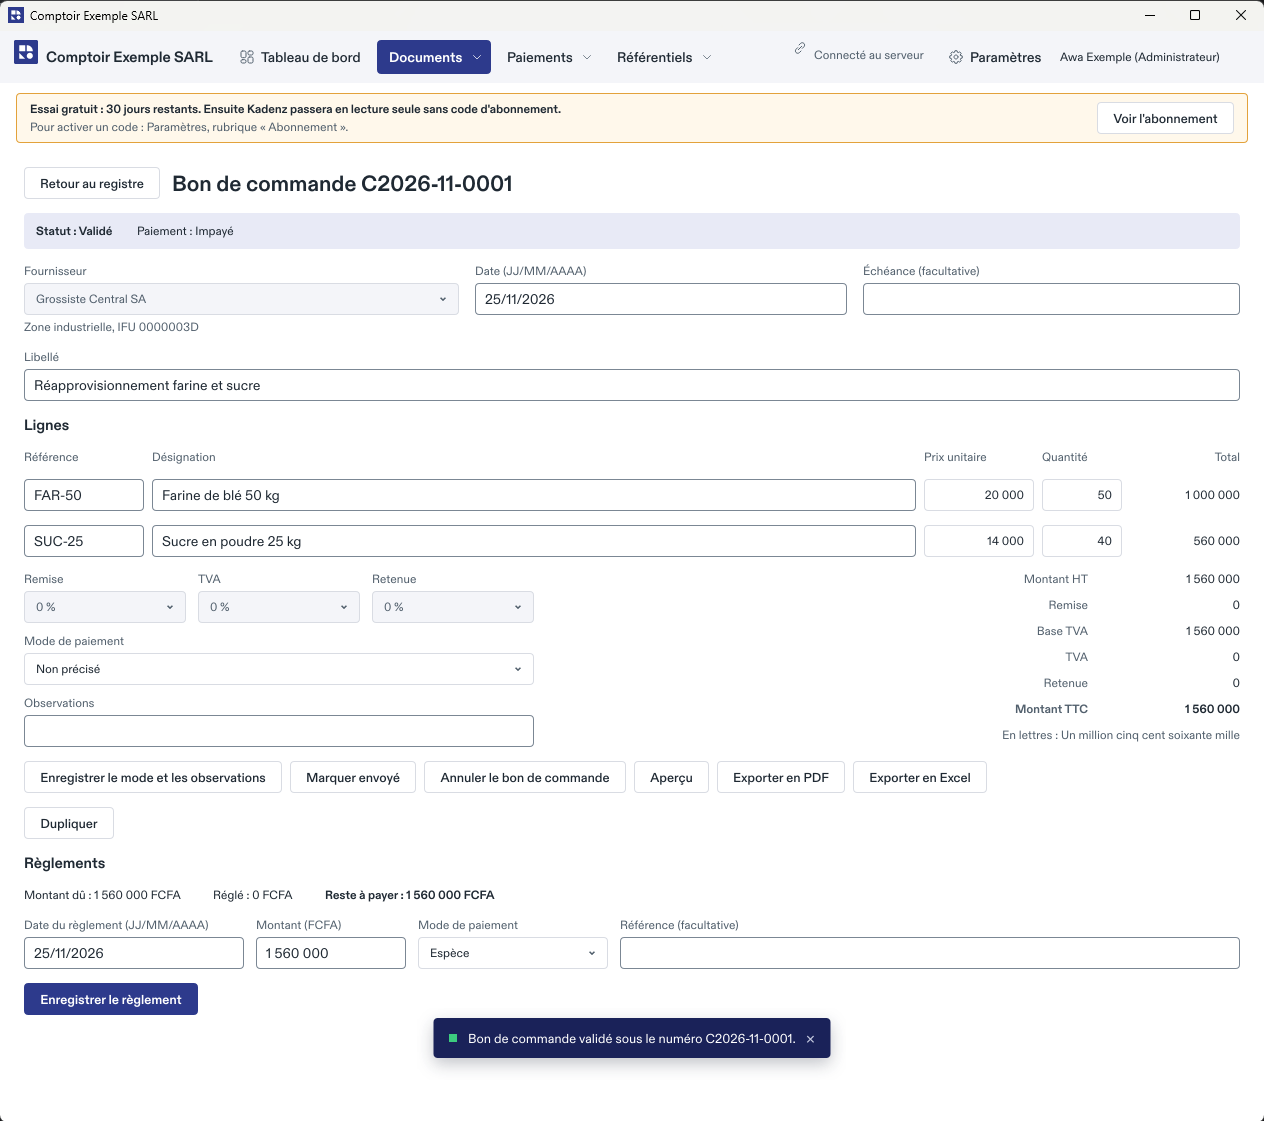 Comptoir Exemple SARL
Comptoir Exemple SARL Tableau de bord Documents Paiements Référentiels Connecté au serveur Paramètres Awa Exemple (Administrateur)
Essai gratuit : 30 jours restants. Ensuite Kadenz passera en lecture seule sans code d'abonnement.
Pour activer un code : Paramètres, rubrique « Abonnement ».
Voir l'abonnement
Retour au registre Bon de commande C2026-11-0001
Statut : Validé Paiement : Impayé
Fournisseur Date (JJ/MM/AAAA) Échéance (facultative)
Grossiste Central SA 25/11/2026
Zone industrielle, IFU 0000003D
Libellé
Réapprovisionnement farine et sucre
Lignes
Référence Désignation Prix unitaire Quantité Total
FAR-50 Farine de blé 50 kg 20 000 50 1 000 000
SUC-25 Sucre en poudre 25 kg 14 000 40 560 000
Remise TVA Retenue Montant HT 1 560 000
0 % 0 % 0 % Remise 0
Base TVA 1 560 000
Mode de paiement TVA 0
Non précisé Retenue 0
Observations Montant TTC 1 560 000
En lettres : Un million cinq cent soixante mille
Enregistrer le mode et les observations Marquer envoyé Annuler le bon de commande Aperçu Exporter en PDF Exporter en Excel
Dupliquer
Règlements
Montant dû : 1 560 000 FCFA Réglé : 0 FCFA Reste à payer : 1 560 000 FCFA
Date du règlement (JJ/MM/AAAA) Montant (FCFA) Mode de paiement Référence (facultative)
25/11/2026 1 560 000 Espèce
Enregistrer le règlement
Bon de commande validé sous le numéro C2026-11-0001.